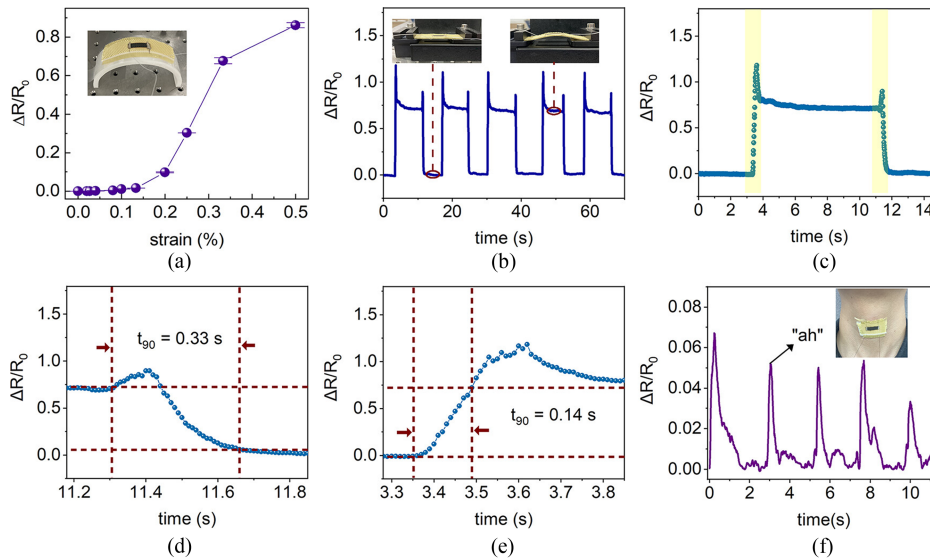 ΔR/R₀
0.8
0.6
0.4
0.2
0.0
0.0 0.1 0.2 0.3 0.4 0.5
strain (%)
(a)
ΔR/R₀
1.5
1.0
0.5
0.0
0 20 40 60
time (s)
(b)
ΔR/R₀
1.5
1.0
0.5
0.0
0 2 4 6 8 10 12 14
time (s)
(c)
ΔR/R₀
1.5
1.0
0.5
0.0
t₉₀ = 0.33 s
11.2 11.4 11.6 11.8
time (s)
(d)
ΔR/R₀
1.5
1.0
0.5
0.0
t₉₀ = 0.14 s
3.3 3.4 3.5 3.6 3.7 3.8
time (s)
(e)
ΔR/R₀
0.08
0.06
0.04
0.02
0.00
"ah"
0 2 4 6 8 10
time(s)
(f)